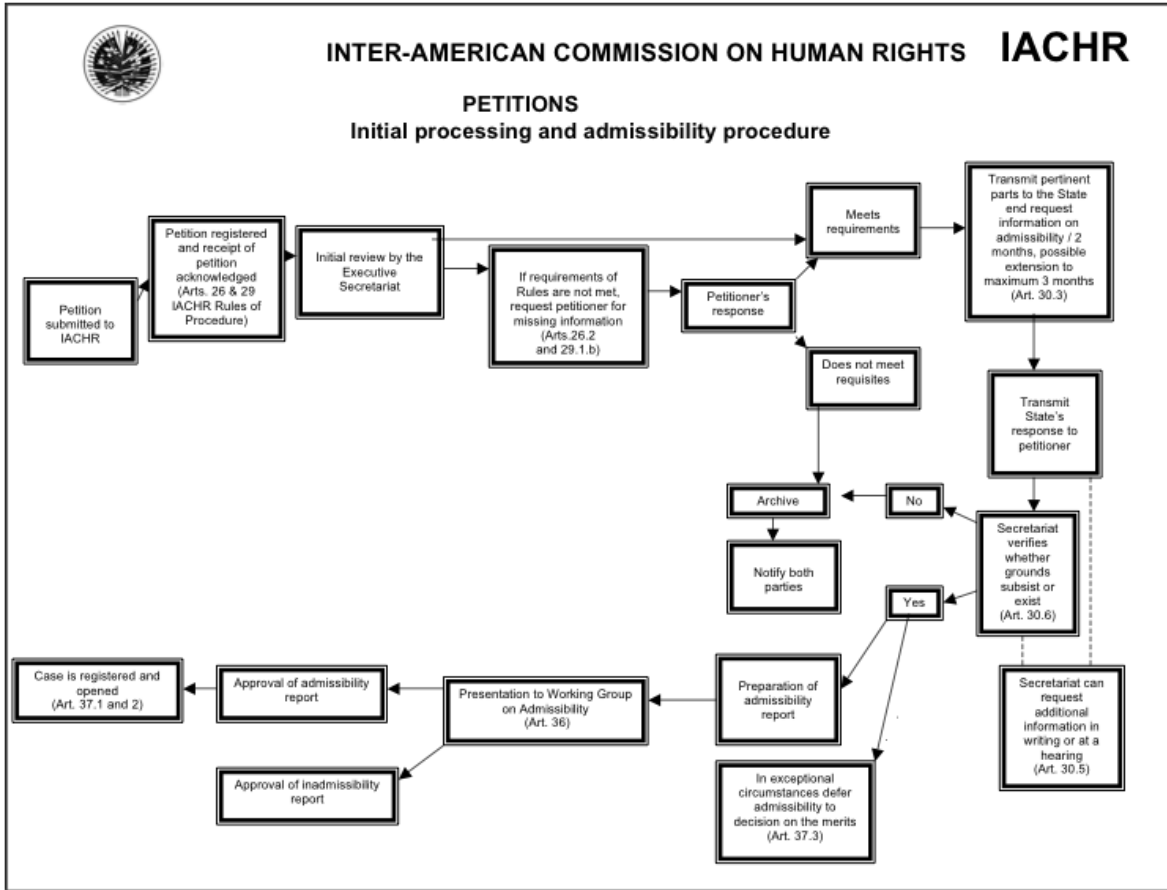 INTER-AMERICAN COMMISSION ON HUMAN RIGHTS IACHR
PETITIONS
Initial processing and admissibility procedure
Petition
submitted to
IACHR
Petition registered
and receipt of
petition
acknowledged
(Arts. 26 & 29
IACHR Rules of
Procedure)
Initial review by the
Executive
Secretariat
If requirements of
Rules are not met,
request petitioner for
missing information
(Arts.26.2
and 29.1.b)
Petitioner's
response
Meets
requirements
Does not meet
requisites
Transmit pertinent
parts to the State
end request
information on
admissibility / 2
months, possible
extension to
maximum 3 months
(Art. 30.3)
Transmit
State's
response to
petitioner
Secretariat
verifies
whether
grounds
subsist or
exist
(Art. 30.6)
Secretariat can
request
additional
information in
writing or at a
hearing
(Art. 30.5)
No
Archive
Notify both
parties
Yes
Preparation of
admissibility
report
In exceptional
circumstances defer
admissibility to
decision on the merits
(Art. 37.3)
Presentation to Working Group
on Admissibility
(Art. 36)
Approval of admissibility
report
Approval of inadmissibility
report
Case is registered and
opened
(Art. 37.1 and 2)